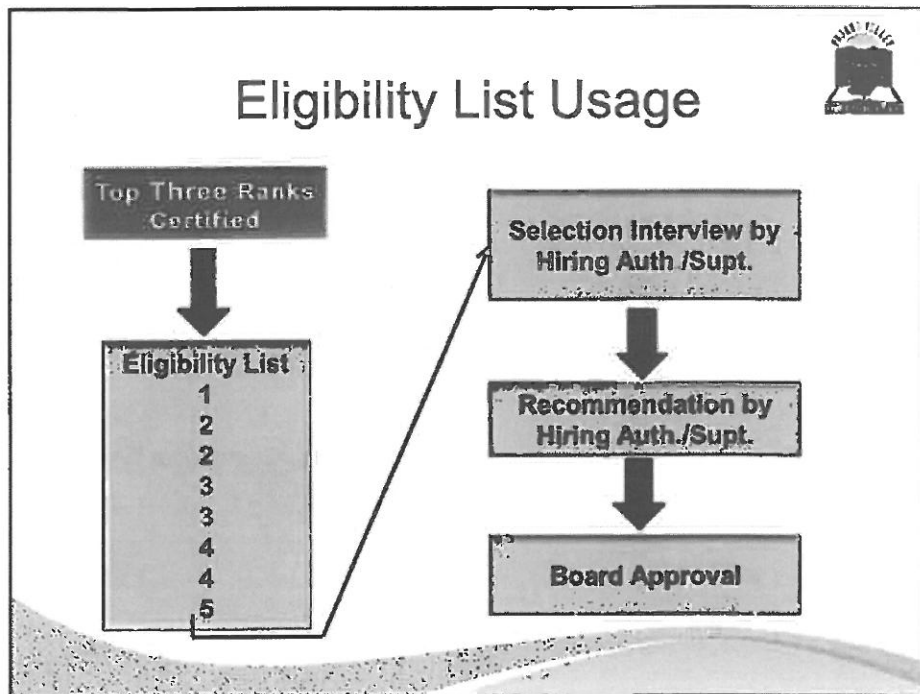 Eligibility List Usage
Top Three Ranks
Certified
Eligibility List
1
2
2
3
3
4
4
5
Selection Interview by
Hiring Auth./Supt.
Recommendation by
Hiring Auth./Supt.
Board Approval